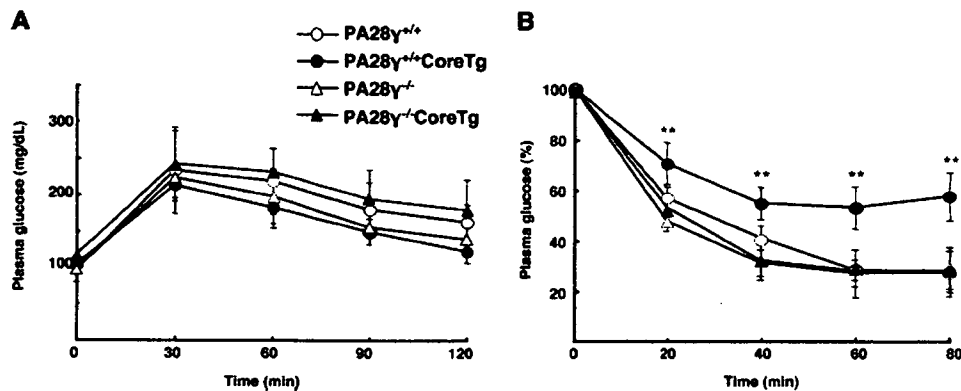 A
PA28γ+/+
PA28γ+/+CoreTg
PA28γ-/-
PA28γ-/-CoreTg
Plasma glucose (mg/dL)
300
200
100
0 30 60 90 120
Time (min)
B
Plasma glucose (%)
100
80
60
40
20
** ** ** **
0 20 40 60 80
Time (min)